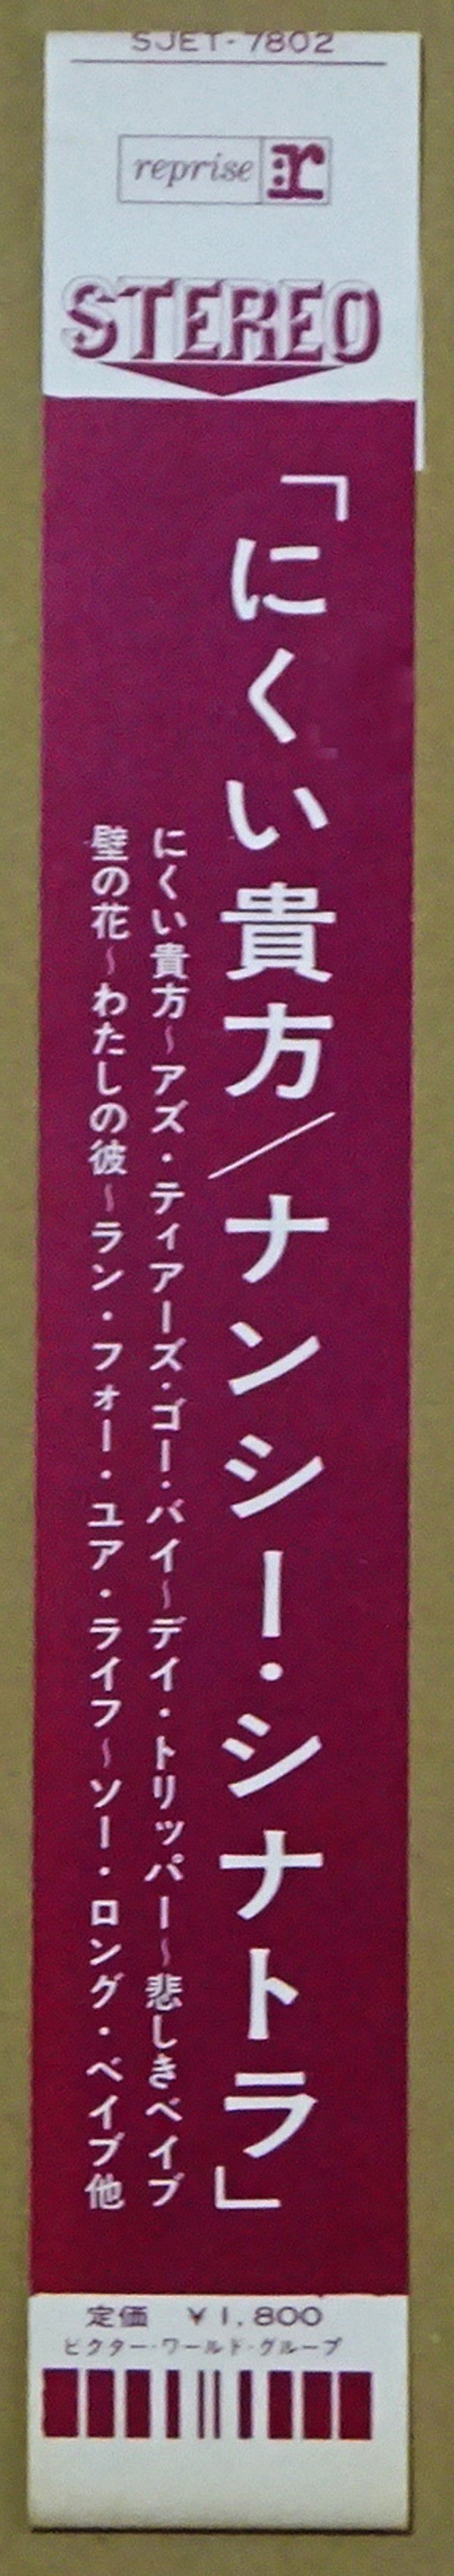 SJET-7802
reprise r
STEREO
「にくい貴方/ナンシー・シナトラ」
にくい貴方~アズ・ティアーズ・ゴー・バイ~デイ・トリッパー~悲しきベイブ
壁の花~わたしの彼~ラン・フォー・ユア・ライフ~ソー・ロング・ベイブ他
定価 ¥1,800
ビクター・ワールド・グループ